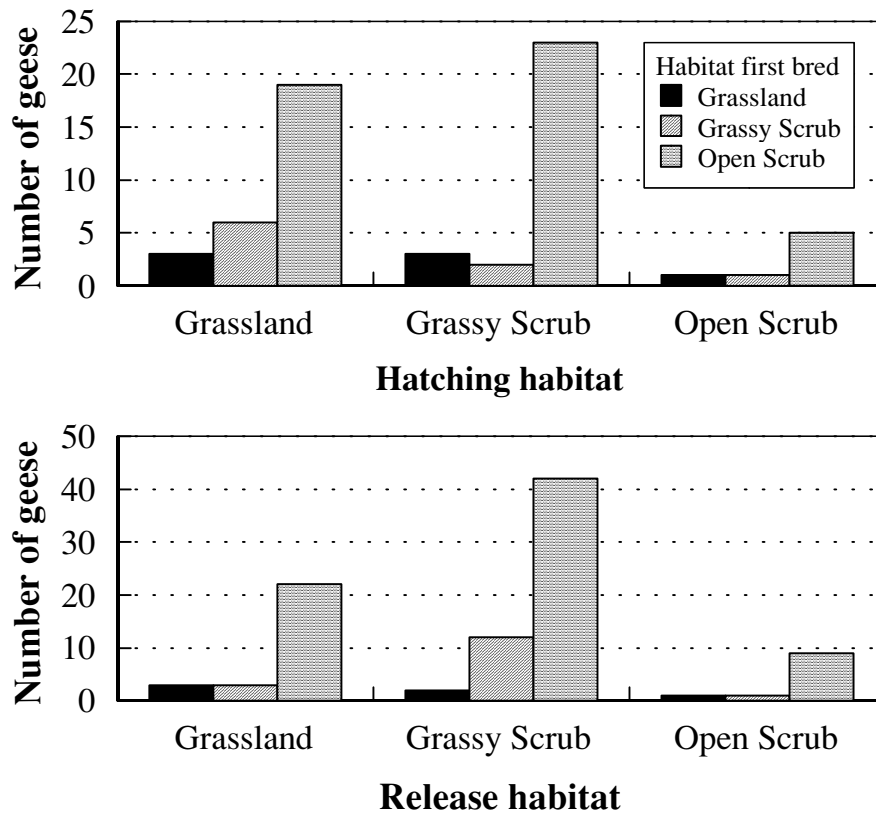 25
20
15
10
5
0
Number of geese
Habitat first bred
Grassland
Grassy Scrub
Open Scrub
Grassland Grassy Scrub Open Scrub
Hatching habitat
50
40
30
20
10
0
Number of geese
Grassland Grassy Scrub Open Scrub
Release habitat